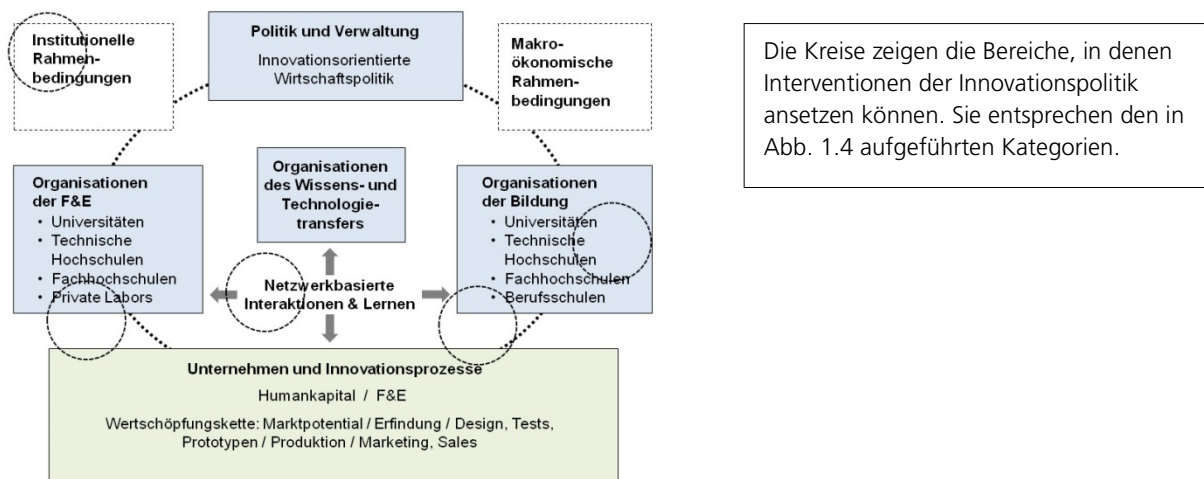 Institutionelle
Rahmen-
bedingungen
Politik und Verwaltung
Innovationsorientierte
Wirtschaftspolitik
Makro-
ökonomische
Rahmen-
bedingungen
Organisationen
der F&E
• Universitäten
• Technische
Hochschulen
• Fachhochschulen
• Private Labors
Organisationen
des Wissens- und
Technologie-
transfers
Organisationen
der Bildung
• Universitäten
• Technische
Hochschulen
• Fachhochschulen
• Berufsschulen
Netzwerkbasierte
Interaktionen & Lernen
Unternehmen und Innovationsprozesse
Humankapital / F&E
Wertschöpfungskette: Marktpotential / Erfindung / Design, Tests,
Prototypen / Produktion / Marketing, Sales
Die Kreise zeigen die Bereiche, in denen
Interventionen der Innovationspolitik
ansetzen können. Sie entsprechen den in
Abb. 1.4 aufgeführten Kategorien.